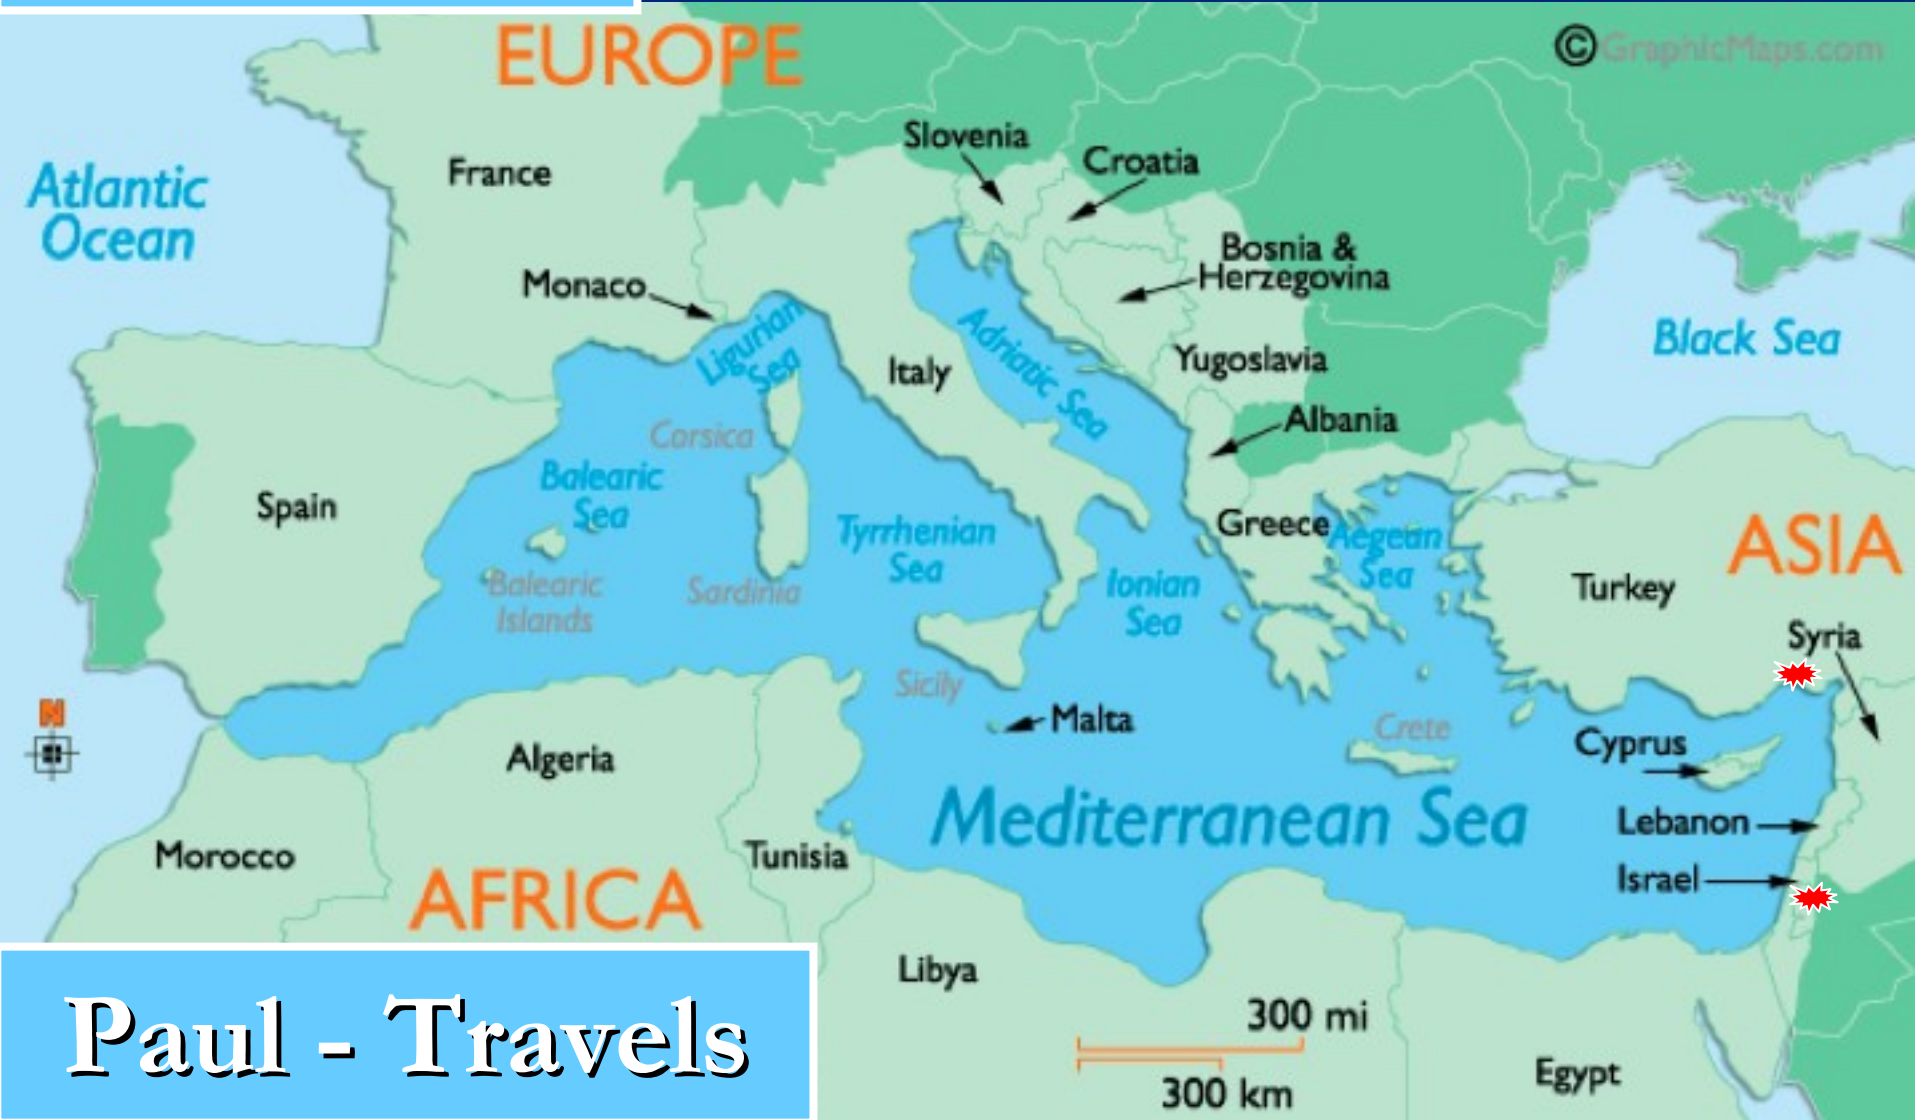 EUROPE
©GraphicMaps.com
Slovenia
Croatia
France
Atlantic
Ocean
Bosnia &
Herzegovina
Monaco
Ligurian
Sea
Adriatic Sea
Black Sea
Italy
Yugoslavia
Albania
Corsica
Balearic
Sea
Spain
Tyrrhenian
Sea
Greece
Aegean
Sea
ASIA
Turkey
Balearic
Islands
Sardinia
Ionian
Sea
Syria
Sicily
N
Malta
Crete
Cyprus
Algeria
Mediterranean Sea
Lebanon
Morocco
Tunisia
Israel
AFRICA
Libya
300 mi
300 km
Egypt
Paul - Travels